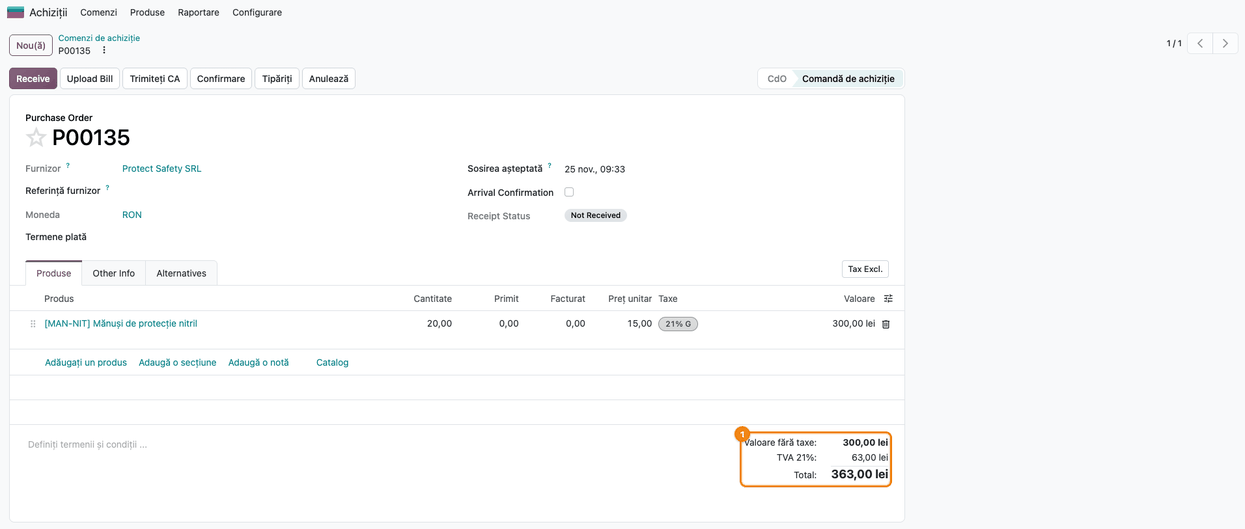 Achiziții Comenzi Produse Raportare Configurare
Nou(ă) Comenzi de achiziție
P00135
1 / 1
Receive Upload Bill Trimiteți CA Confirmare Tipăriți Anulează CdO Comandă de achiziție
Purchase Order
P00135
Furnizor ? Protect Safety SRL Sosirea așteptată ? 25 nov., 09:33
Referință furnizor ? Arrival Confirmation
Moneda RON Receipt Status Not Received
Termene plată
Produse Other Info Alternatives Tax Excl.
Produs Cantitate Primit Facturat Preț unitar Taxe Valoare
[MAN-NIT] Mănuși de protecție nitril 20,00 0,00 0,00 15,00 21% G 300,00 lei
Adăugați un produs Adaugă o secțiune Adaugă o notă Catalog
Definiți termenii și condiții ...
1
Valoare fără taxe: 300,00 lei
TVA 21%: 63,00 lei
Total: 363,00 lei